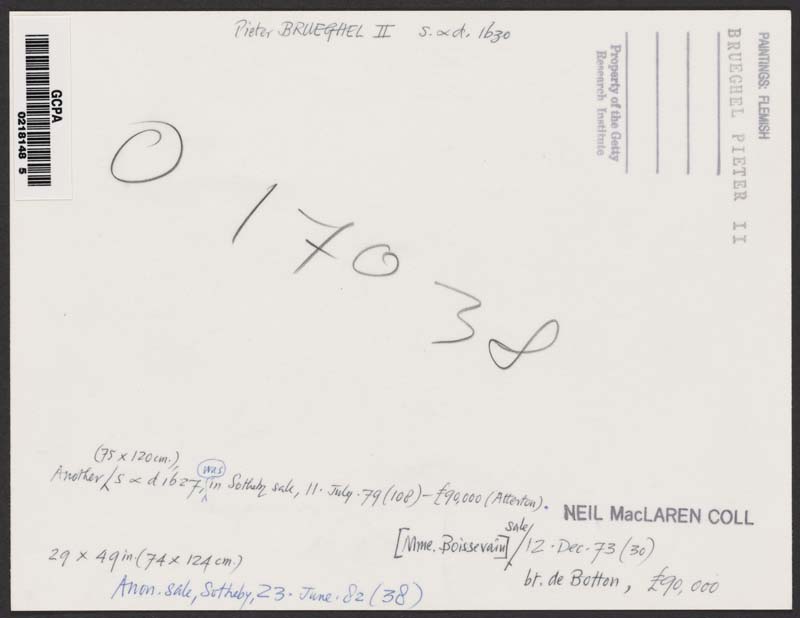 Pieter BRUEGHEL II s. ∝ d. 1630
GCPA
0218148 5
PAINTINGS: FLEMISH
BRUEGHEL PIETER II
Property of the Getty
Research Institute
0 170 38
(75 x 120 cm.)
Another / s ∝ d 1627, was in Sotheby sale, 11. July. 79 (108) – £90,000 (Atterton).
NEIL MacLAREN COLL
[Mme. Boissevain] sale / 12. Dec. 73 (30)
29 x 49 in (74 x 124 cm.)
bt. de Botton, £90,000
Anon. sale, Sotheby, 23. June. 82 (38)